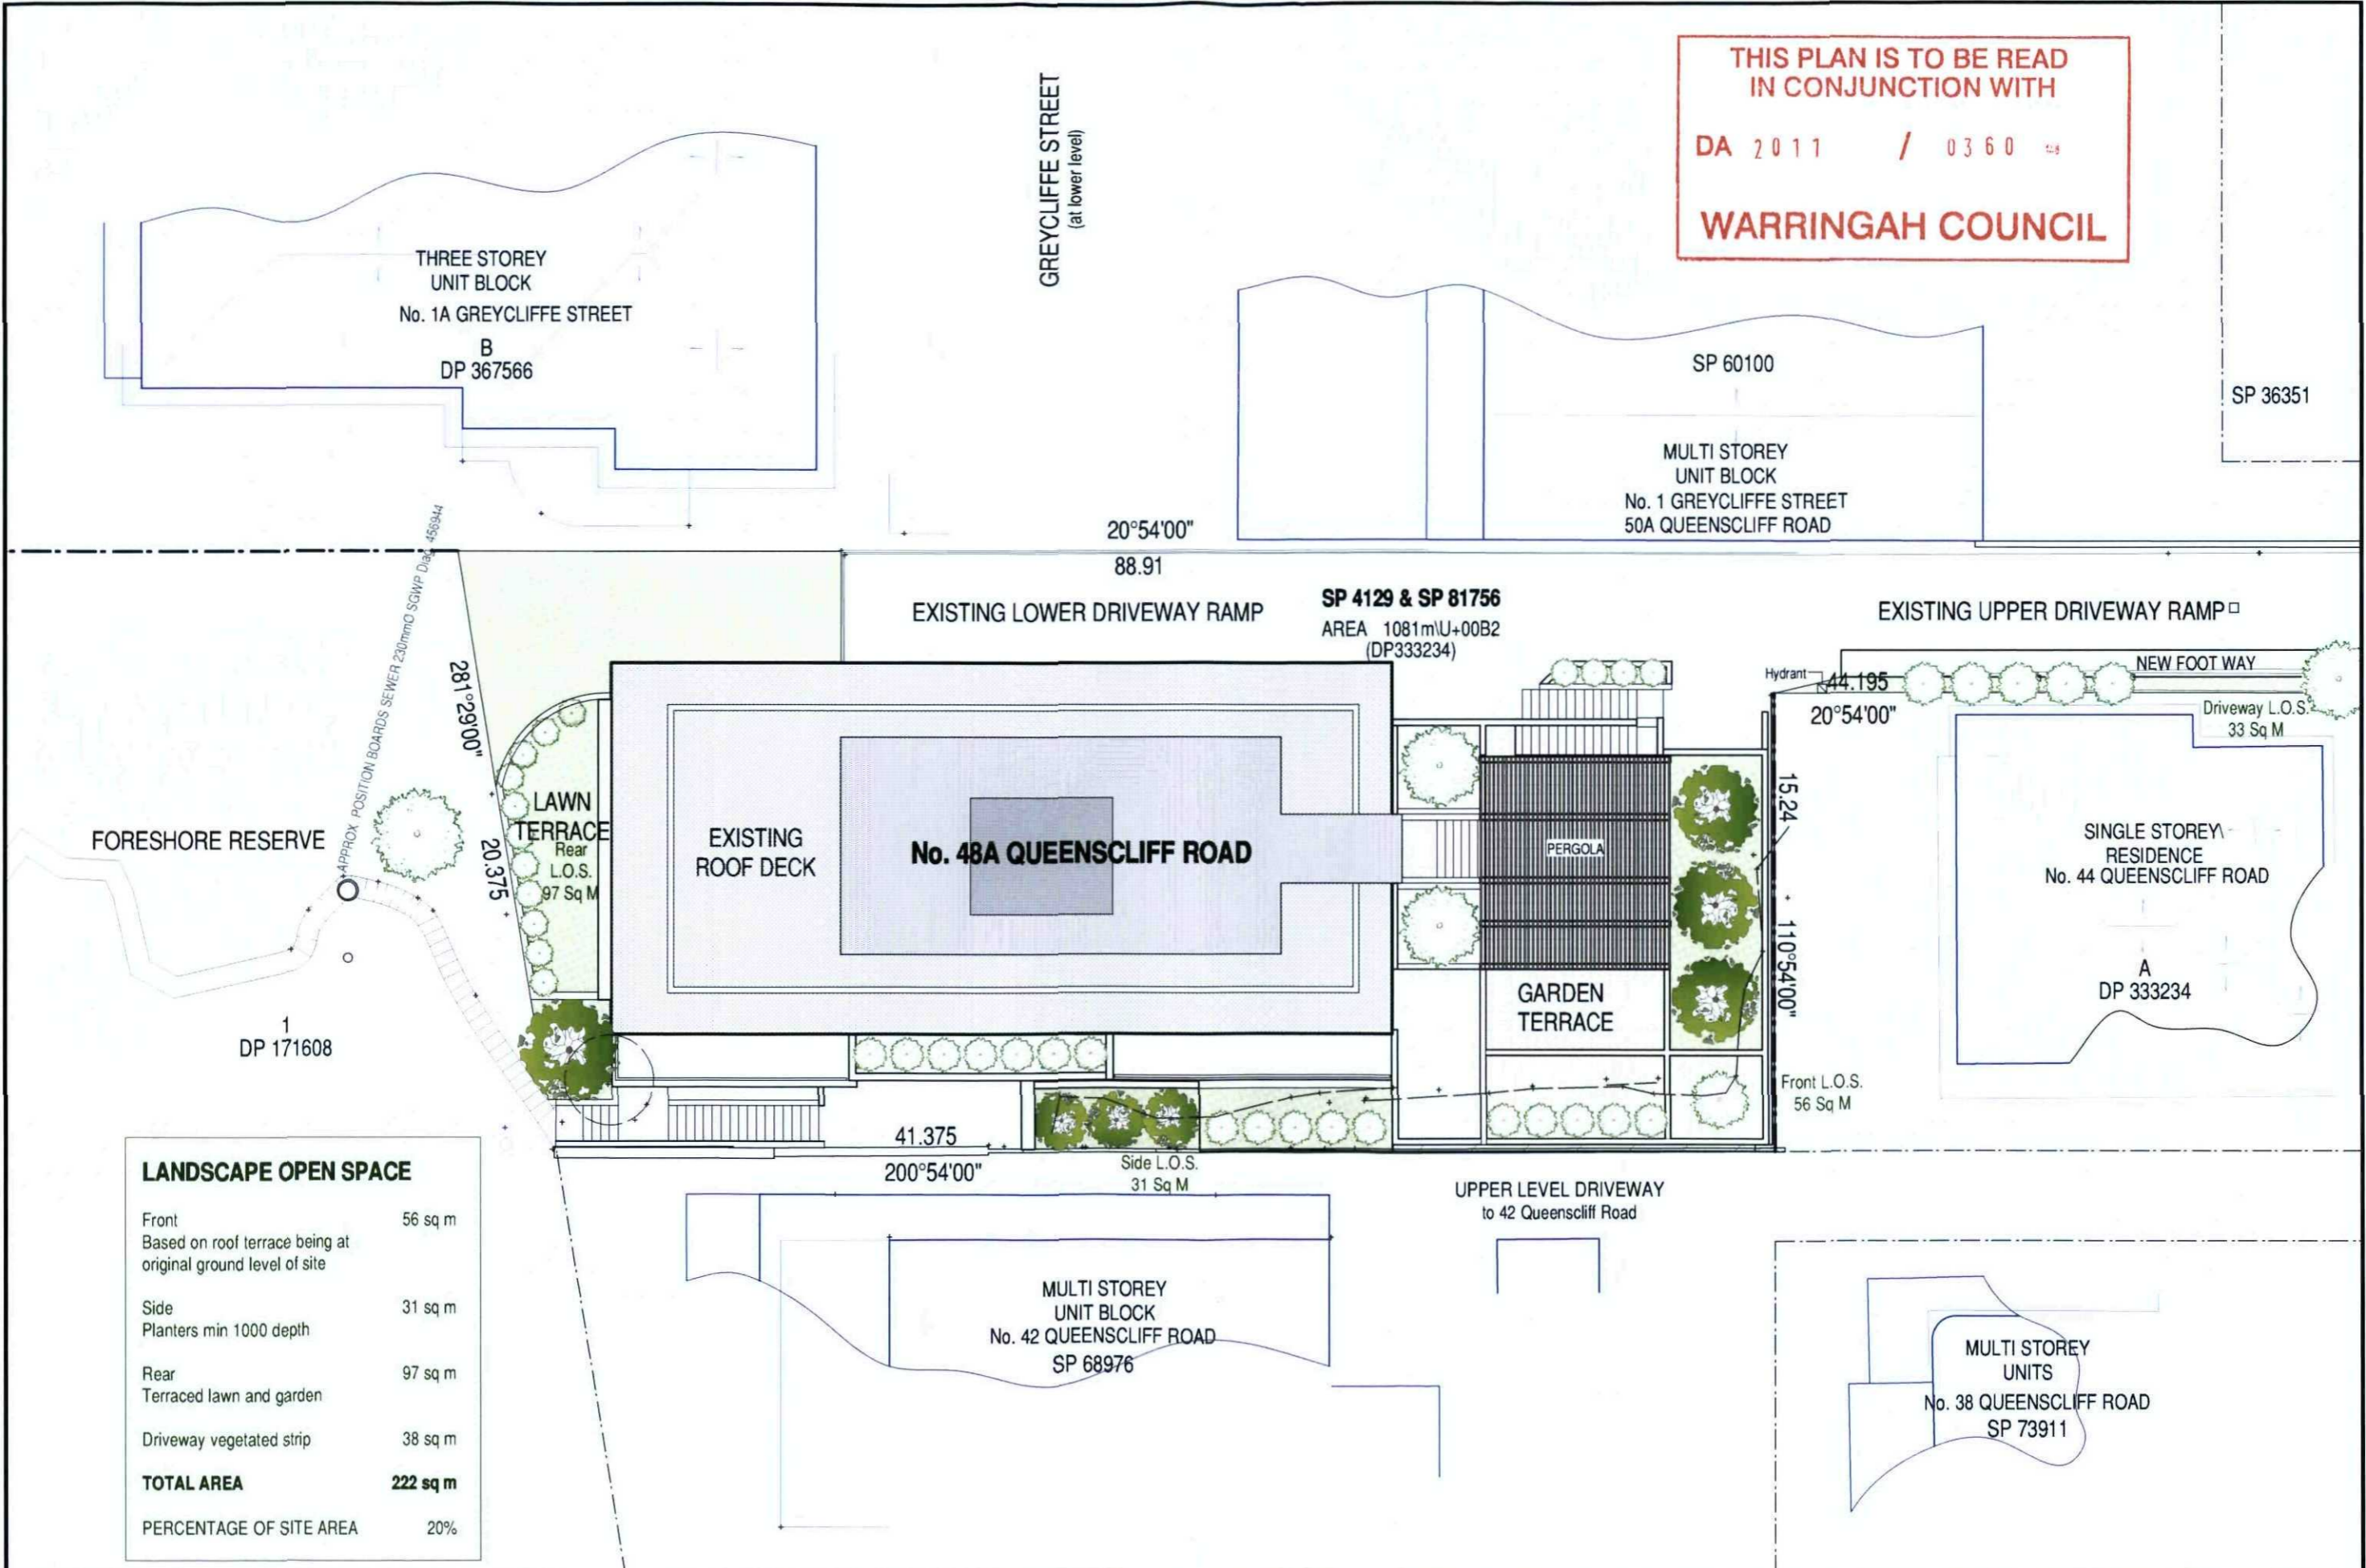 THIS PLAN IS TO BE READ
IN CONJUNCTION WITH
DA 2011 / 0360
WARRINGAH COUNCIL
GREYCLIFFE STREET
(at lower level)
THREE STOREY
UNIT BLOCK
No. 1A GREYCLIFFE STREET
B
DP 367566
SP 60100
MULTI STOREY
UNIT BLOCK
No. 1 GREYCLIFFE STREET
50A QUEENSCLIFF ROAD
SP 36351
APPROX POSITION BOARDS SEWER 230mmO SGWP Diag. 456944
20°54'00"
88.91
EXISTING LOWER DRIVEWAY RAMP
SP 4129 & SP 81756
AREA 1081m\U+00B2
(DP333234)
EXISTING UPPER DRIVEWAY RAMP
Hydrant
44.195
20°54'00"
NEW FOOT WAY
Driveway L.O.S.
33 Sq M
281°29'00"
20.375
LAWN
TERRACE
Rear
L.O.S.
97 Sq M
FORESHORE RESERVE
EXISTING
ROOF DECK
No. 48A QUEENSCLIFF ROAD
PERGOLA
15.24
110°54'00"
SINGLE STOREY\
RESIDENCE
No. 44 QUEENSCLIFF ROAD
A
DP 333234
GARDEN
TERRACE
1
DP 171608
Front L.O.S.
56 Sq M
41.375
200°54'00"
Side L.O.S.
31 Sq M
UPPER LEVEL DRIVEWAY
to 42 Queenscliff Road
MULTI STOREY
UNIT BLOCK
No. 42 QUEENSCLIFF ROAD
SP 68976
MULTI STOREY
UNITS
No. 38 QUEENSCLIFF ROAD
SP 73911
LANDSCAPE OPEN SPACE
Front 56 sq m
Based on roof terrace being at
original ground level of site
Side 31 sq m
Planters min 1000 depth
Rear 97 sq m
Terraced lawn and garden
Driveway vegetated strip 38 sq m
TOTAL AREA 222 sq m
PERCENTAGE OF SITE AREA 20%